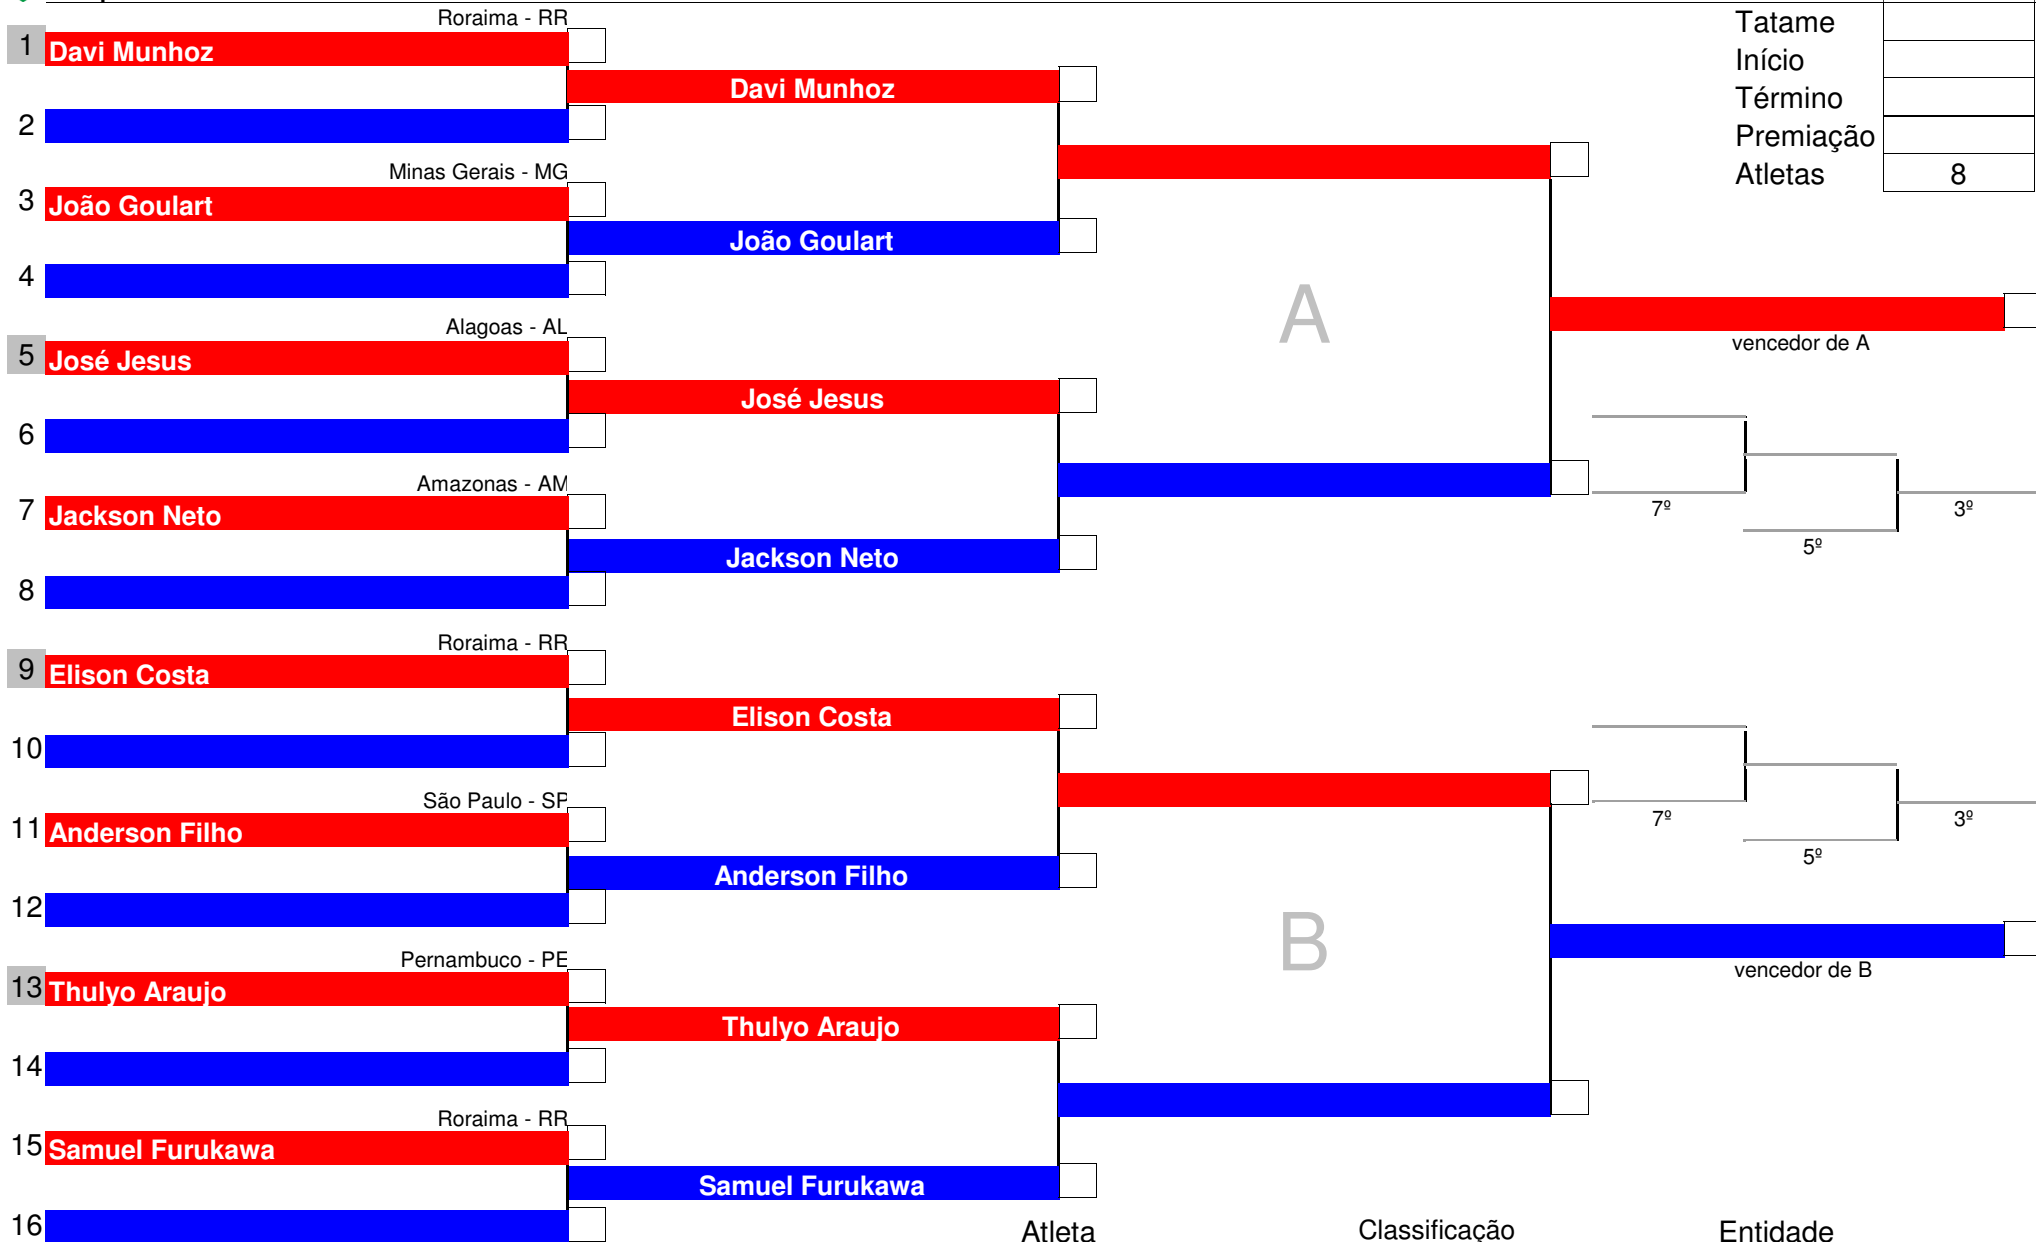 Roraima - RR
Tatame
1 Davi Munhoz
Início
Davi Munhoz
Término
2
Premiação
Minas Gerais - MG
Atletas 8
3 João Goulart
João Goulart
4
A
Alagoas - AL
vencedor de A
5 José Jesus
José Jesus
6
Amazonas - AM
7 Jackson Neto
7º 3º
5º
Jackson Neto
8
Roraima - RR
9 Elison Costa
Elison Costa
10
São Paulo - SP
7º 3º
11 Anderson Filho
5º
Anderson Filho
12
B
Pernambuco - PE
vencedor de B
13 Thulyo Araujo
Thulyo Araujo
14
Roraima - RR
15 Samuel Furukawa
Samuel Furukawa
16
Atleta Classificação Entidade